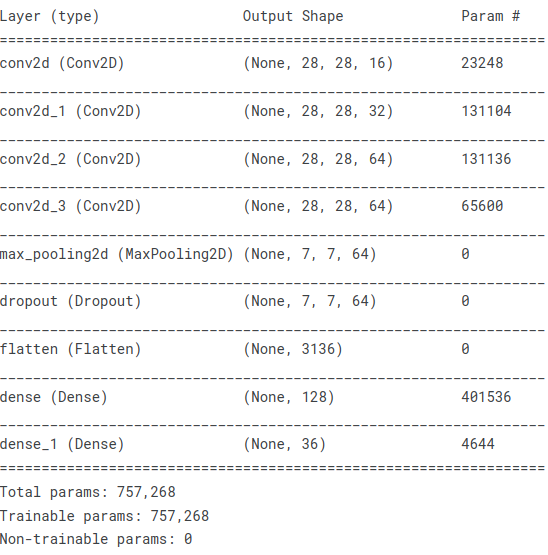 Layer (type) Output Shape Param #
=================================================================
conv2d (Conv2D) (None, 28, 28, 16) 23248
_________________________________________________________________
conv2d_1 (Conv2D) (None, 28, 28, 32) 131104
_________________________________________________________________
conv2d_2 (Conv2D) (None, 28, 28, 64) 131136
_________________________________________________________________
conv2d_3 (Conv2D) (None, 28, 28, 64) 65600
_________________________________________________________________
max_pooling2d (MaxPooling2D) (None, 7, 7, 64) 0
_________________________________________________________________
dropout (Dropout) (None, 7, 7, 64) 0
_________________________________________________________________
flatten (Flatten) (None, 3136) 0
_________________________________________________________________
dense (Dense) (None, 128) 401536
_________________________________________________________________
dense_1 (Dense) (None, 36) 4644
=================================================================
Total params: 757,268
Trainable params: 757,268
Non-trainable params: 0